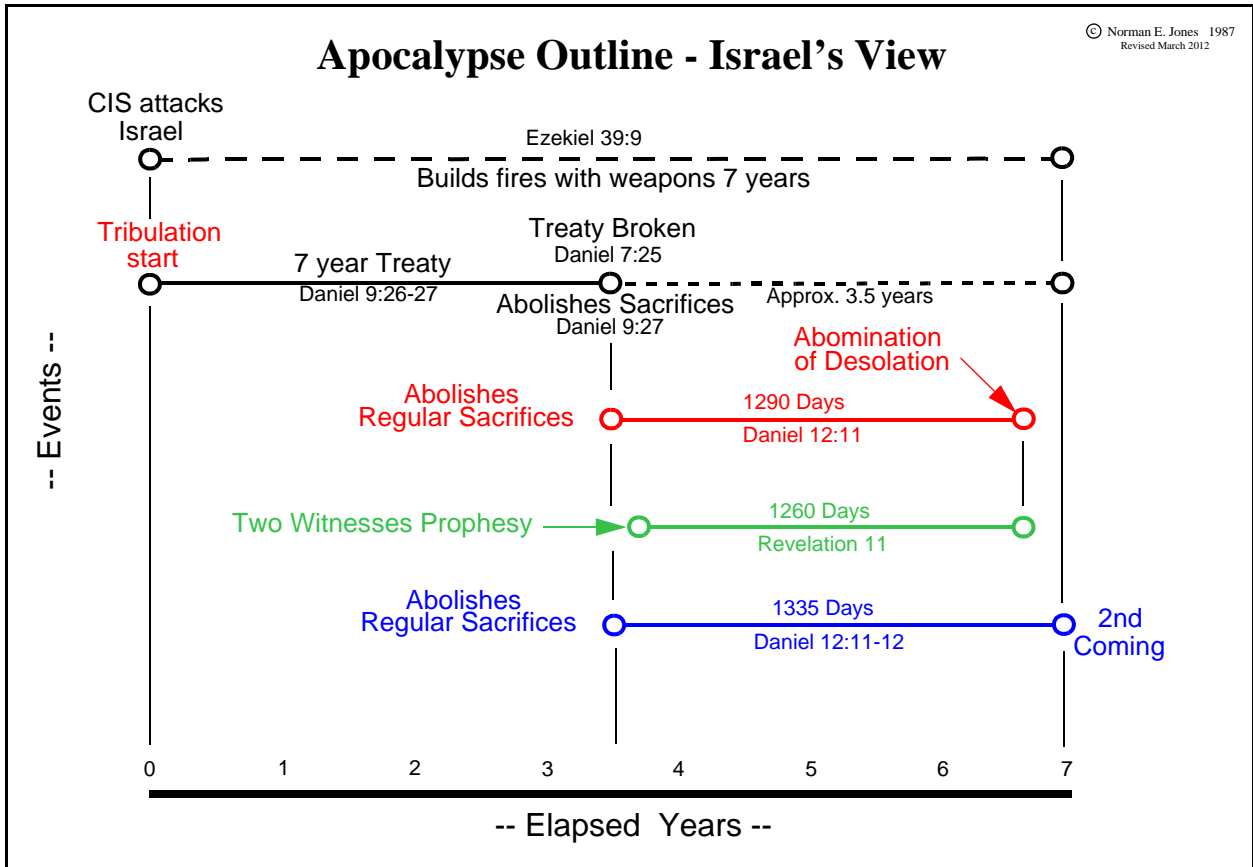 © Norman E. Jones 1987
Revised March 2012
Apocalypse Outline - Israel's View
CIS attacks
Israel
Ezekiel 39:9
Builds fires with weapons 7 years
Tribulation
start
7 year Treaty
Daniel 9:26-27
Treaty Broken
Daniel 7:25
Abolishes Sacrifices
Daniel 9:27
Approx. 3.5 years
Abomination
of Desolation
Abolishes
Regular Sacrifices
1290 Days
Daniel 12:11
Two Witnesses Prophesy
1260 Days
Revelation 11
Abolishes
Regular Sacrifices
1335 Days
Daniel 12:11-12
2nd
Coming
-- Events --
0 1 2 3 4 5 6 7
-- Elapsed Years --